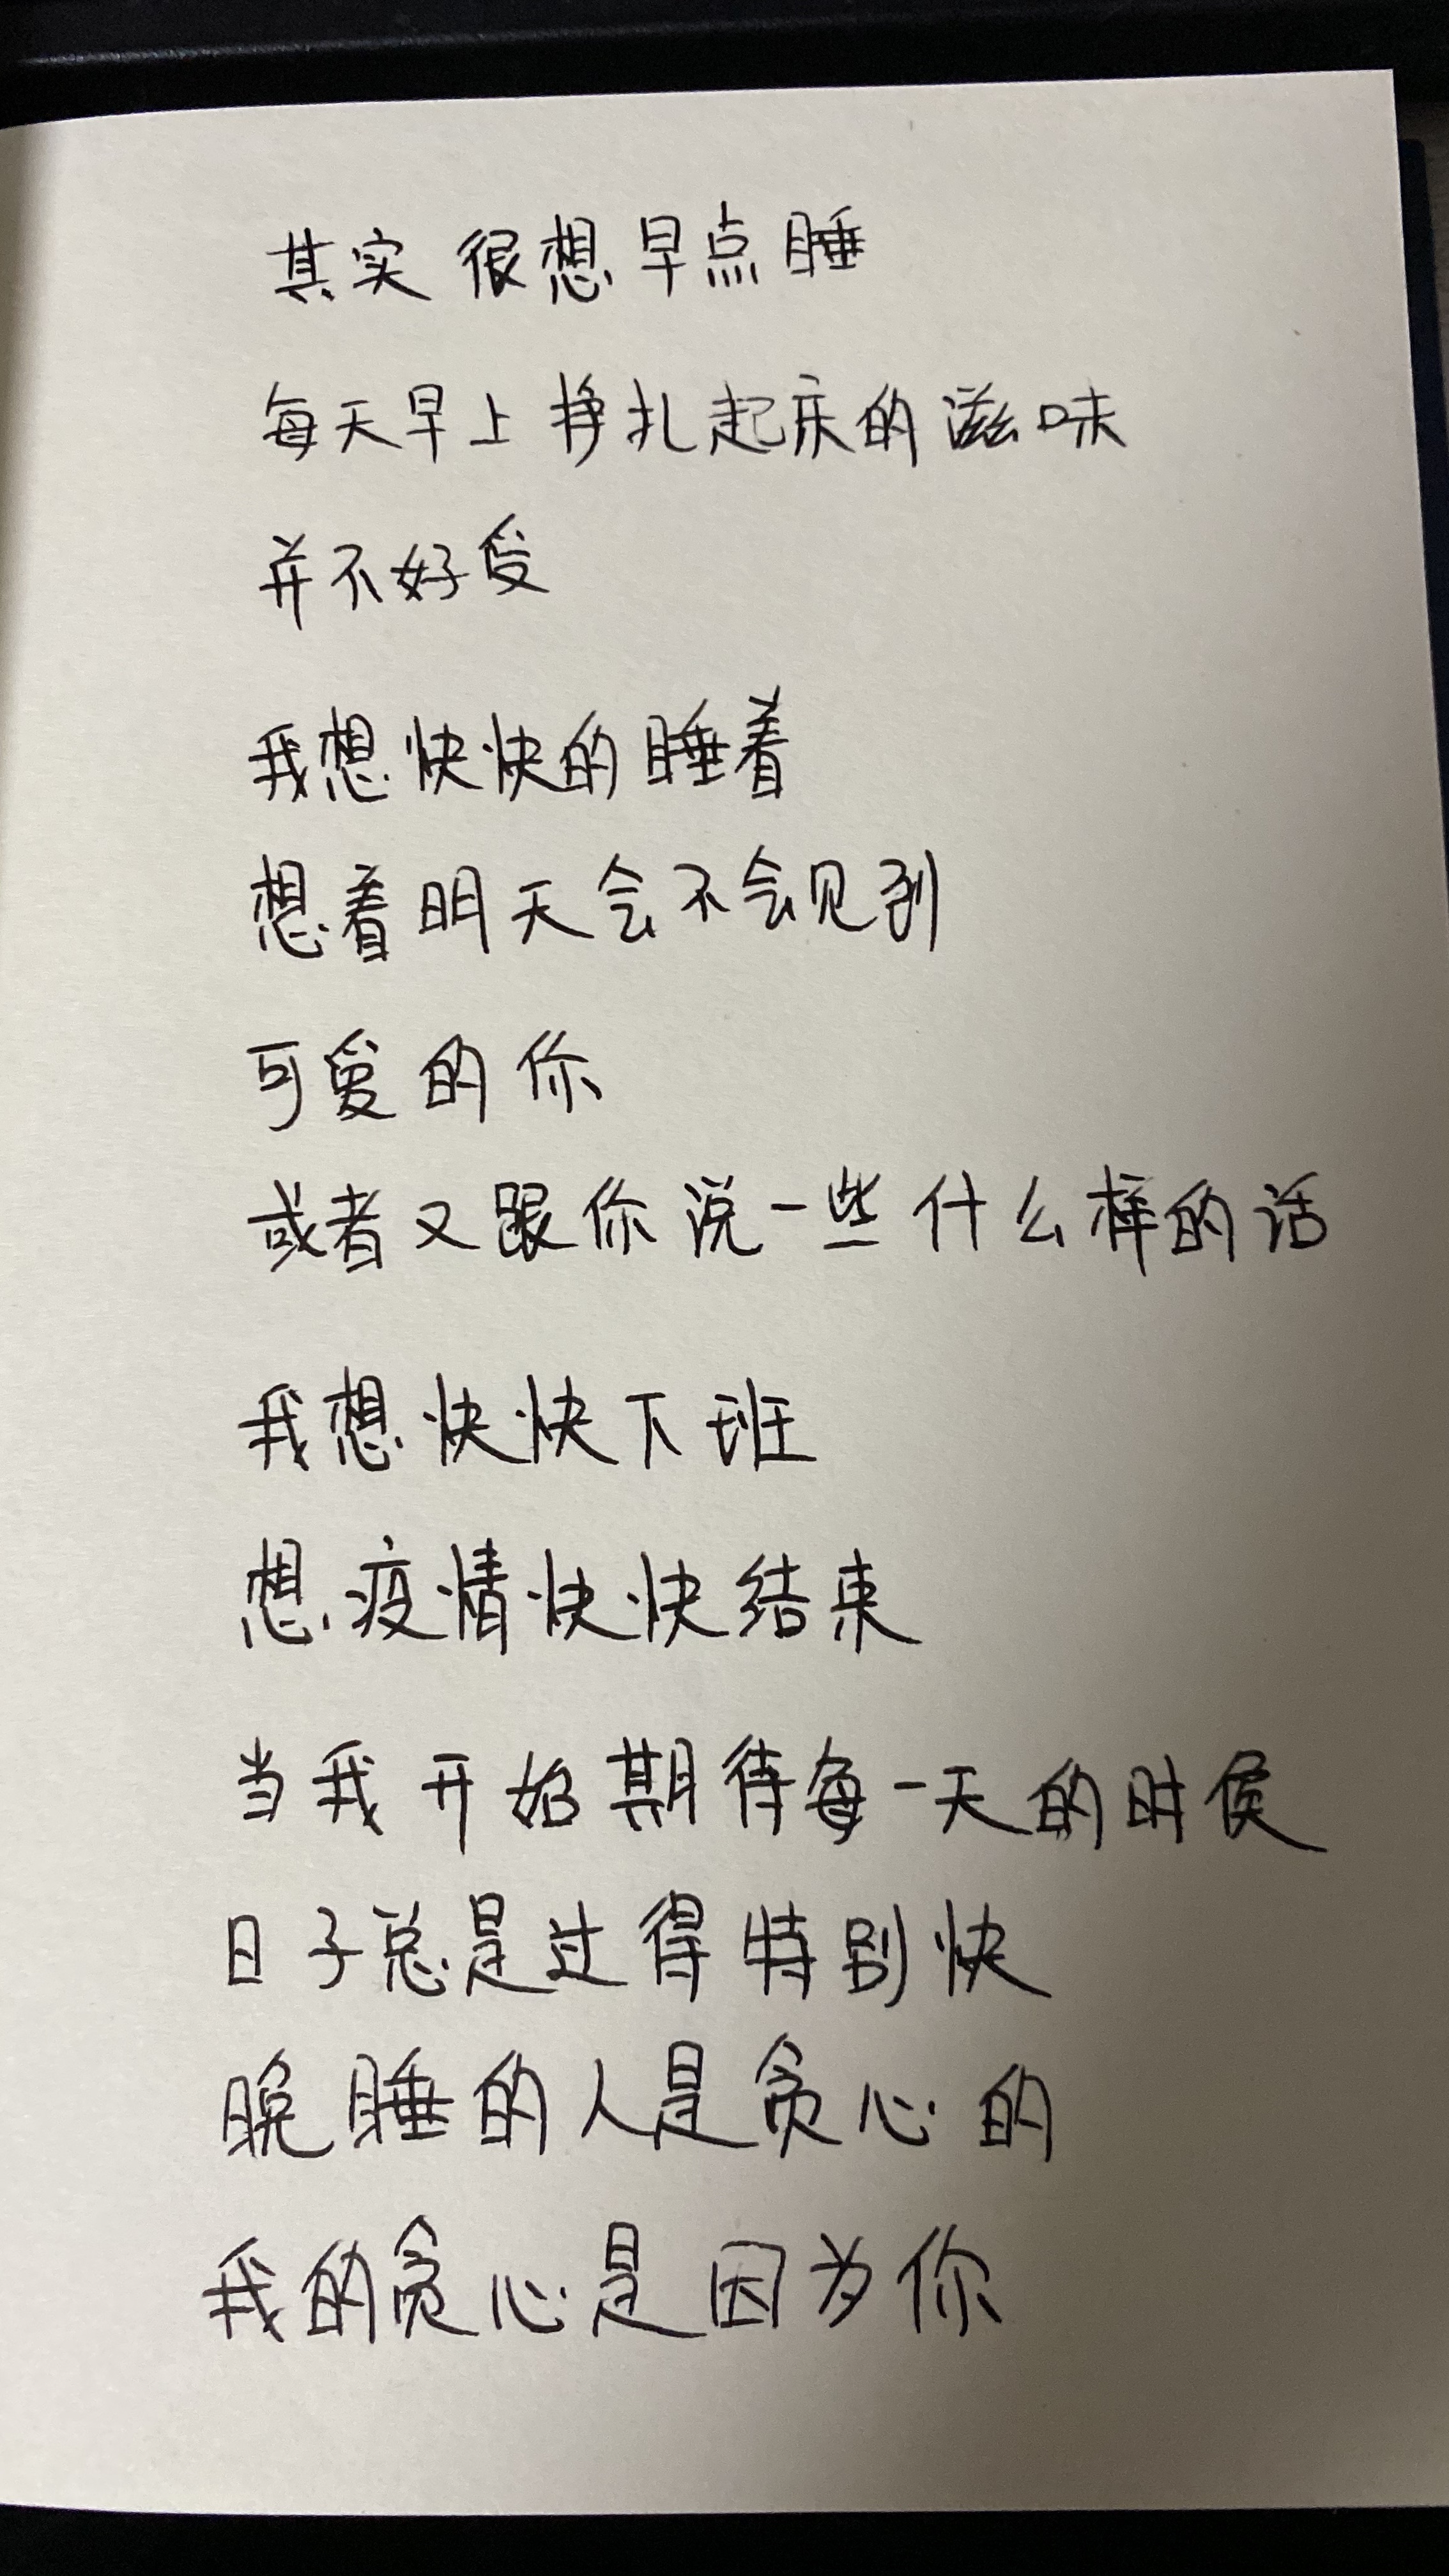 其实很想早点睡
每天早上挣扎起床的滋味
并不好受
我想快快的睡着
想着明天会不会见到
可爱的你
或者又跟你说一些什么样的话
我想快快下班
想疫情快快结束
当我开始期待每一天的时候
日子总是过得特别快
晚睡的人是贪心的
我的贪心是因为你